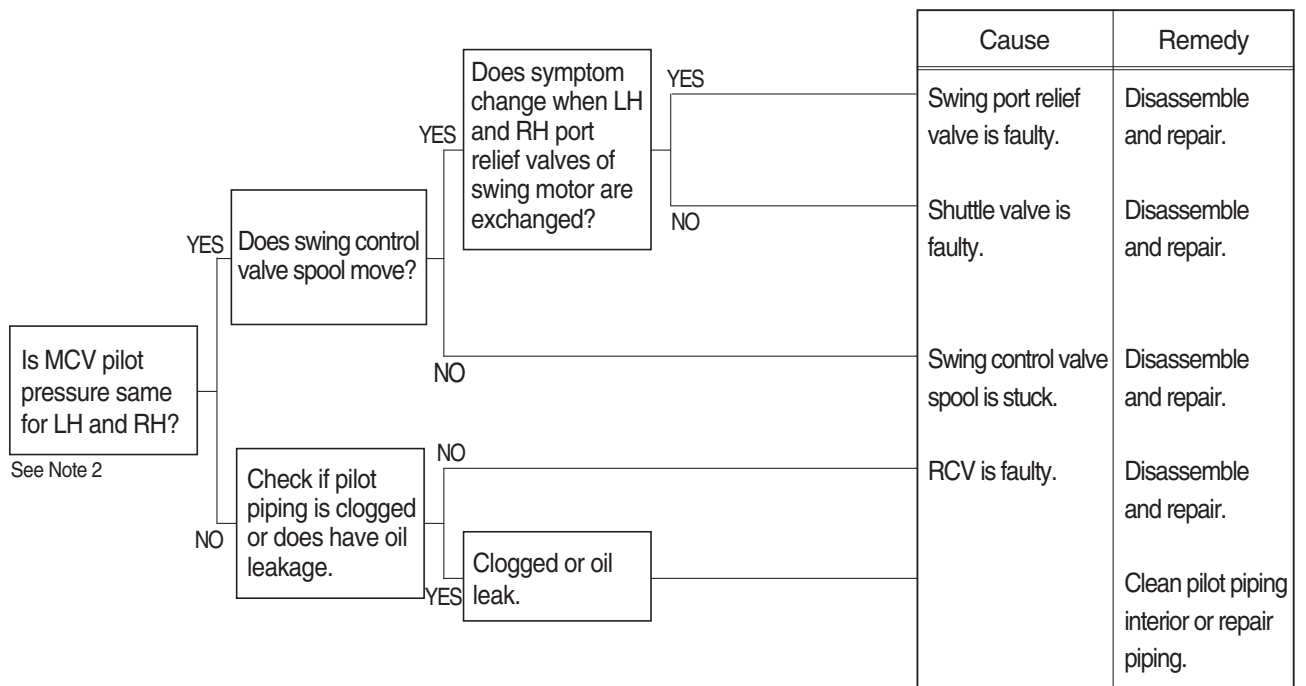 Cause
Remedy
Does symptom
change when LH
and RH port
relief valves of
swing motor are
exchanged?
YES
YES
NO
Swing port relief
valve is faulty.
Disassemble
and repair.
Shuttle valve is
faulty.
Disassemble
and repair.
YES
Does swing control
valve spool move?
NO
Swing control valve
spool is stuck.
Disassemble
and repair.
Is MCV pilot
pressure same
for LH and RH?
See Note 2
NO
Check if pilot
piping is clogged
or does have oil
leakage.
NO
RCV is faulty.
Disassemble
and repair.
YES
Clogged or oil
leak.
Clean pilot piping
interior or repair
piping.